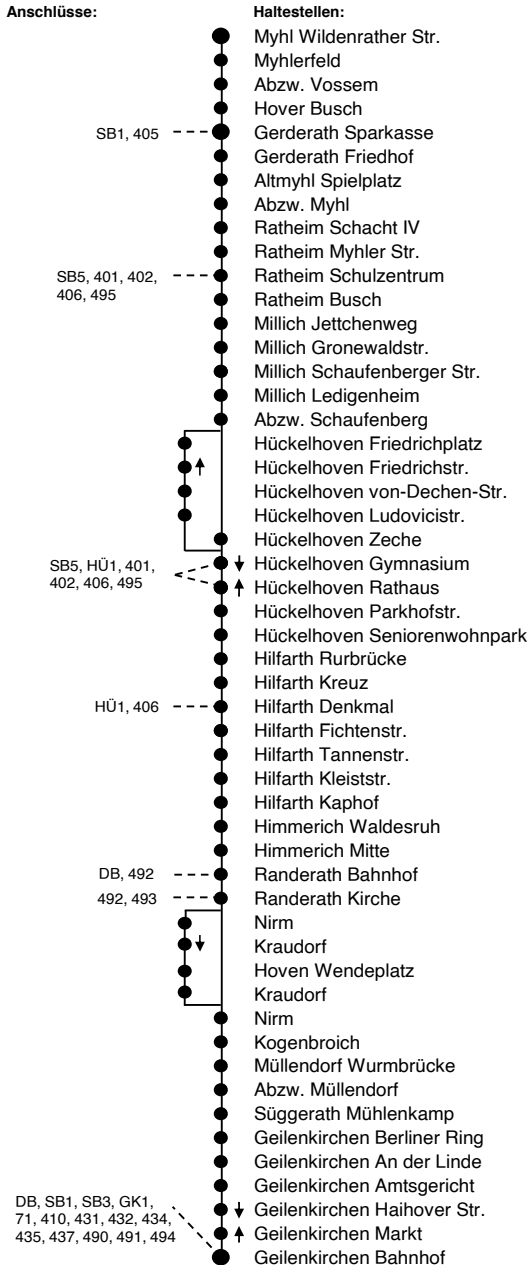 Anschlüsse: Haltestellen:
Myhl Wildenrather Str.
Myhlerfeld
Abzw. Vossem
Hover Busch
SB1, 405 Gerderath Sparkasse
Gerderath Friedhof
Altmyhl Spielplatz
Abzw. Myhl
Ratheim Schacht IV
Ratheim Myhler Str.
SB5, 401, 402, Ratheim Schulzentrum
406, 495 Ratheim Busch
Millich Jettchenweg
Millich Gronewaldstr.
Millich Schaufenberger Str.
Millich Ledigenheim
Abzw. Schaufenberg
Hückelhoven Friedrichplatz
Hückelhoven Friedrichstr.
Hückelhoven von-Dechen-Str.
Hückelhoven Ludovicistr.
Hückelhoven Zeche
SB5, HÜ1, 401, Hückelhoven Gymnasium
402, 406, 495 Hückelhoven Rathaus
Hückelhoven Parkhofstr.
Hückelhoven Seniorenwohnpark
Hilfarth Rurbrücke
Hilfarth Kreuz
HÜ1, 406 Hilfarth Denkmal
Hilfarth Fichtenstr.
Hilfarth Tannenstr.
Hilfarth Kleiststr.
Hilfarth Kaphof
Himmerich Waldesruh
Himmerich Mitte
DB, 492 Randerath Bahnhof
492, 493 Randerath Kirche
Nirm
Kraudorf
Hoven Wendeplatz
Kraudorf
Nirm
Kogenbroich
Müllendorf Wurmbrücke
Abzw. Müllendorf
Süggerath Mühlenkamp
Geilenkirchen Berliner Ring
Geilenkirchen An der Linde
Geilenkirchen Amtsgericht
DB, SB1, SB3, GK1, Geilenkirchen Haihover Str.
71, 410, 431, 432, 434, Geilenkirchen Markt
435, 437, 490, 491, 494 Geilenkirchen Bahnhof